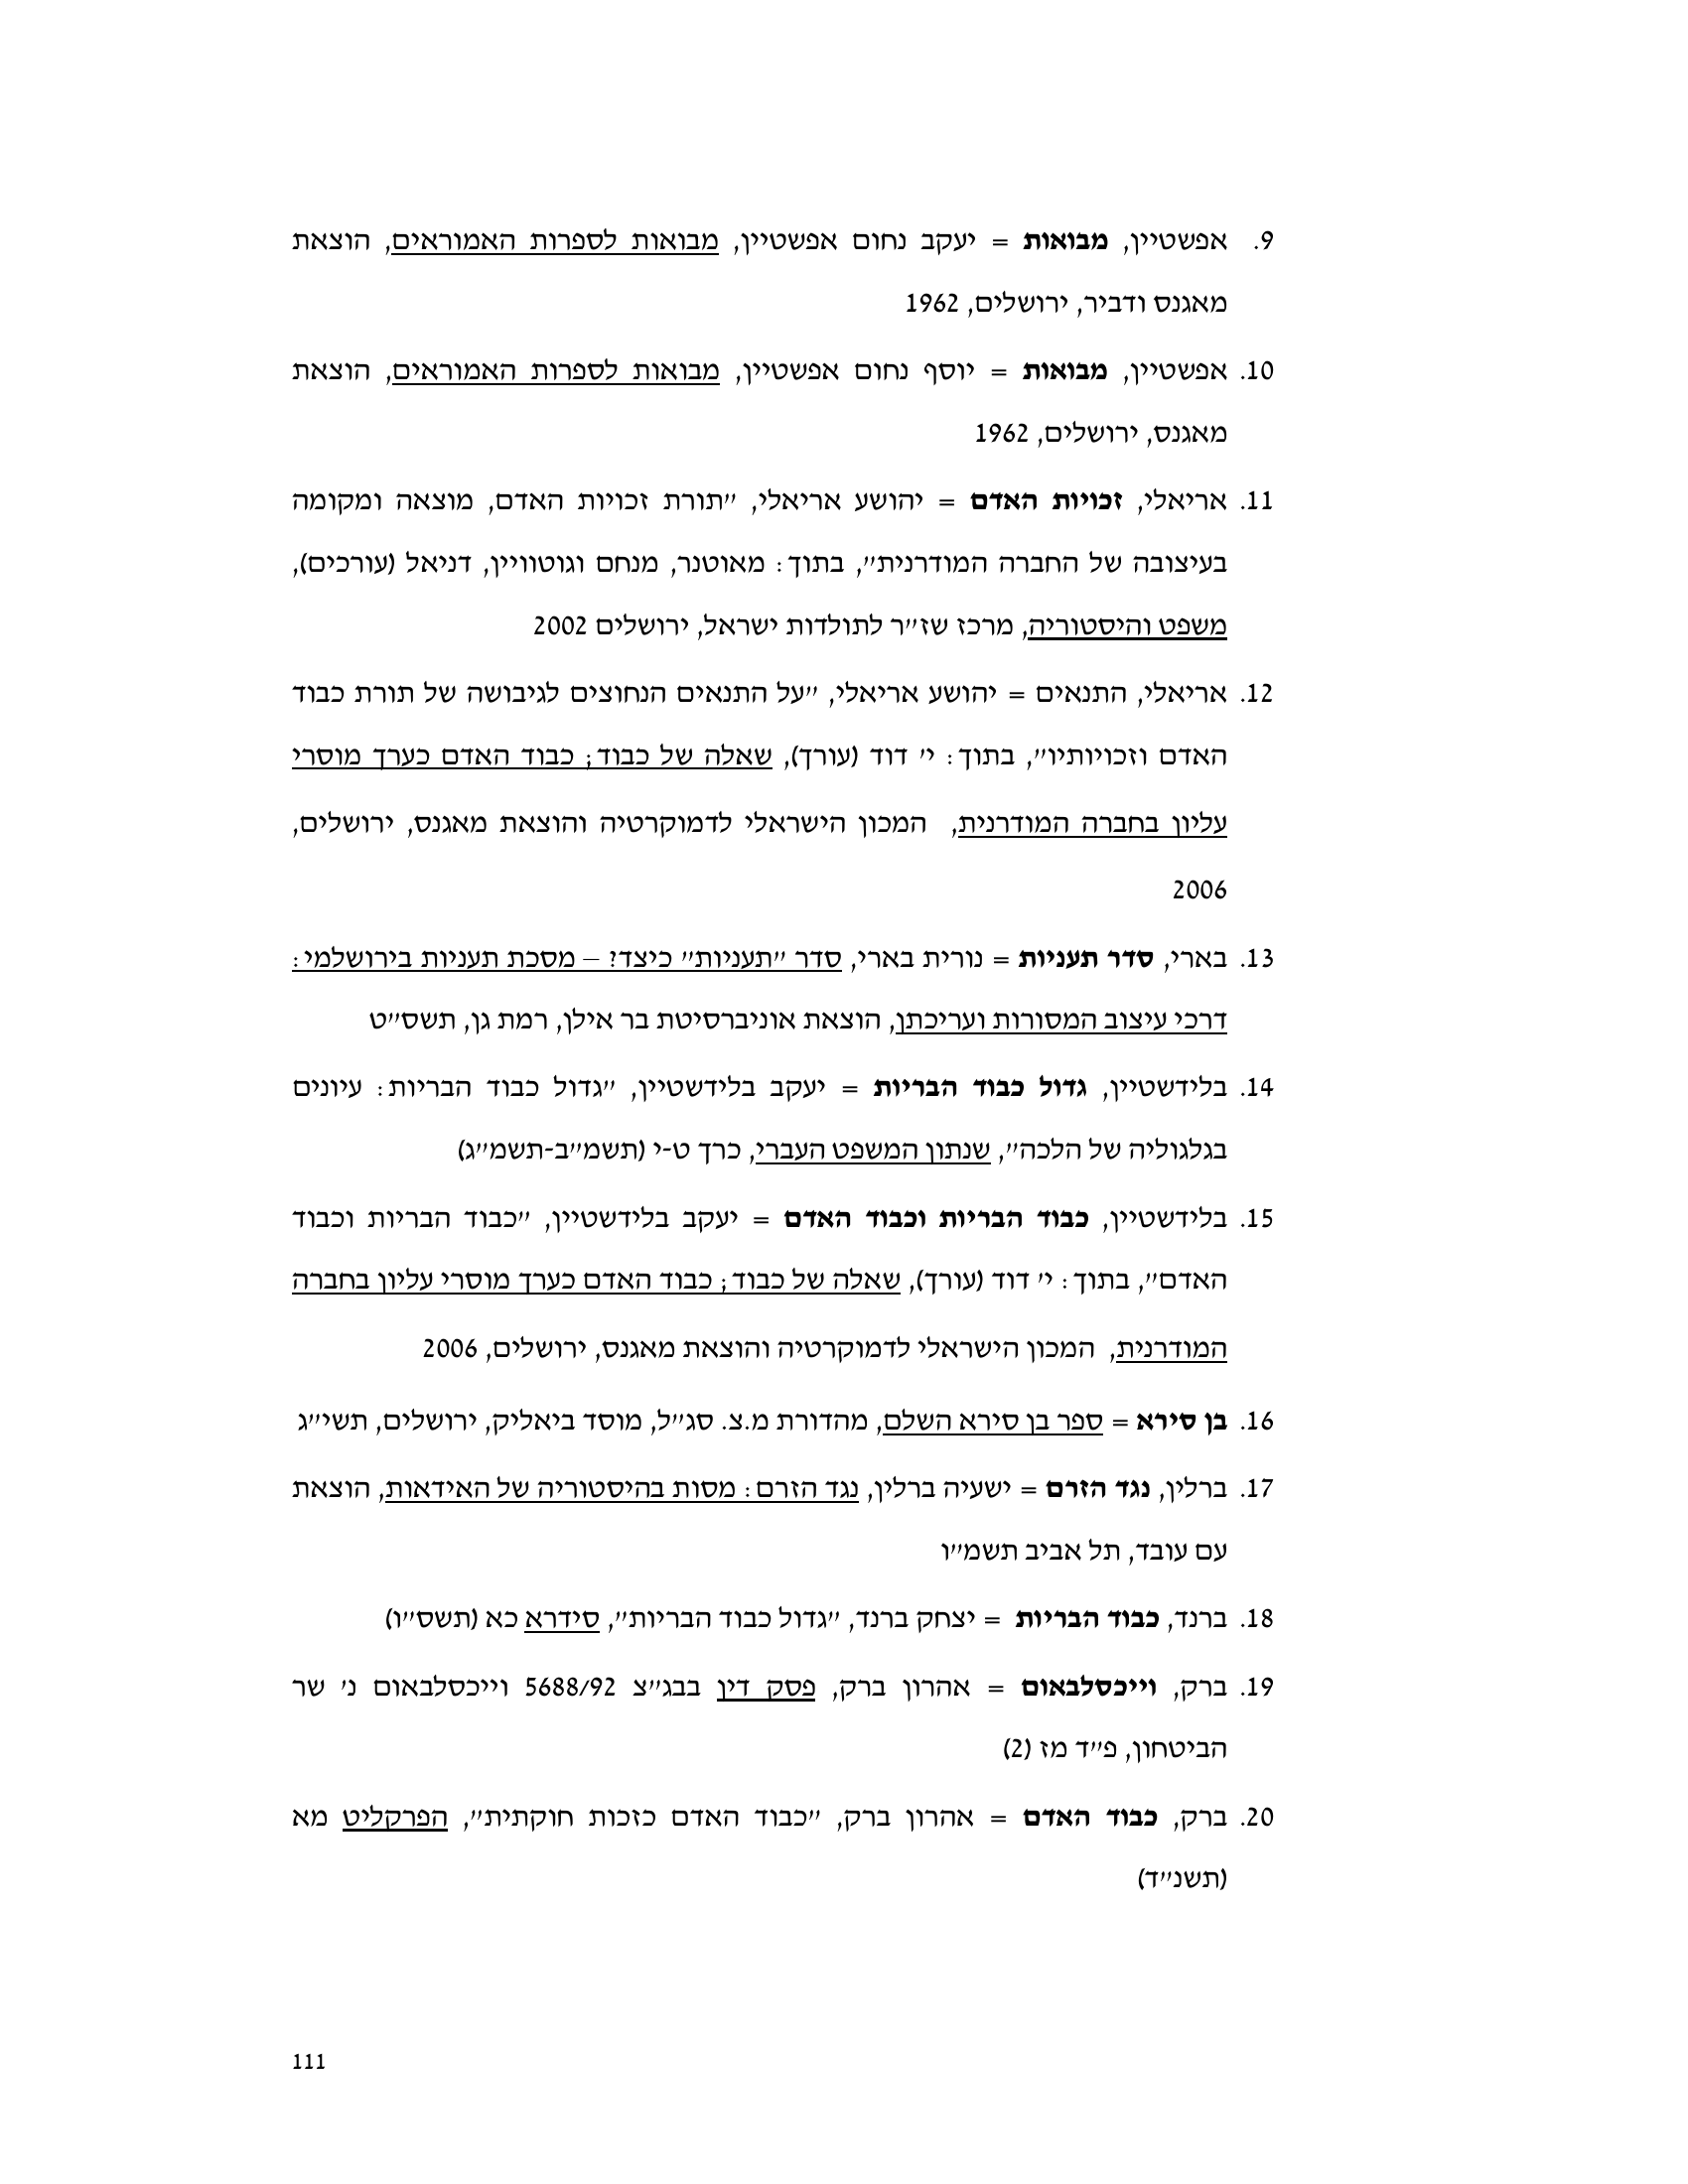 9. אפשטיין, מבואות = יעקב נחום אפשטיין, מבואות לספרות האמוראים, הוצאת
מאגנס ודביר, ירושלים, 1962
10. אפשטיין, מבואות = יוסף נחום אפשטיין, מבואות לספרות האמוראים, הוצאת
מאגנס, ירושלים, 1962
11. אריאלי, זכויות האדם = יהושע אריאלי, "תורת זכויות האדם, מוצאה ומקומה
בעיצובה של החברה המודרנית", בתוך: מאוטנר, מנחם וגוטוויין, דניאל (עורכים),
משפט והיסטוריה, מרכז שז"ר לתולדות ישראל, ירושלים 2002
12. אריאלי, התנאים = יהושע אריאלי, "על התנאים הנחוצים לגיבושה של תורת כבוד
האדם וזכויותיו", בתוך: י' דוד (עורך), שאלה של כבוד; כבוד האדם כערך מוסרי
עליון בחברה המודרנית, המכון הישראלי לדמוקרטיה והוצאת מאגנס, ירושלים,
2006
13. בארי, סדר תעניות = נורית בארי, סדר "תעניות" כיצד? – מסכת תעניות בירושלמי:
דרכי עיצוב המסורות ועריכתן, הוצאת אוניברסיטת בר אילן, רמת גן, תשס"ט
14. בלידשטיין, גדול כבוד הבריות = יעקב בלידשטיין, "גדול כבוד הבריות: עיונים
בגלגוליה של הלכה", שנתון המשפט העברי, כרך ט-י (תשמ"ב-תשמ"ג)
15. בלידשטיין, כבוד הבריות וכבוד האדם = יעקב בלידשטיין, "כבוד הבריות וכבוד
האדם", בתוך: י' דוד (עורך), שאלה של כבוד; כבוד האדם כערך מוסרי עליון בחברה
המודרנית, המכון הישראלי לדמוקרטיה והוצאת מאגנס, ירושלים, 2006
16. בן סירא = ספר בן סירא השלם, מהדורת מ.צ. סג"ל, מוסד ביאליק, ירושלים, תשי"ג
17. ברלין, נגד הזרם = ישעיה ברלין, נגד הזרם: מסות בהיסטוריה של האידאות, הוצאת
עם עובד, תל אביב תשמ"ו
18. ברנד, כבוד הבריות = יצחק ברנד, "גדול כבוד הבריות", סידרא כא (תשס"ו)
19. ברק, וייכסלבאום = אהרון ברק, פסק דין בבג"צ 5688/92 וייכסלבאום נ' שר
הביטחון, פ"ד מז (2)
20. ברק, כבוד האדם = אהרון ברק, "כבוד האדם כזכות חוקתית", הפרקליט מא
(תשנ"ד)
111